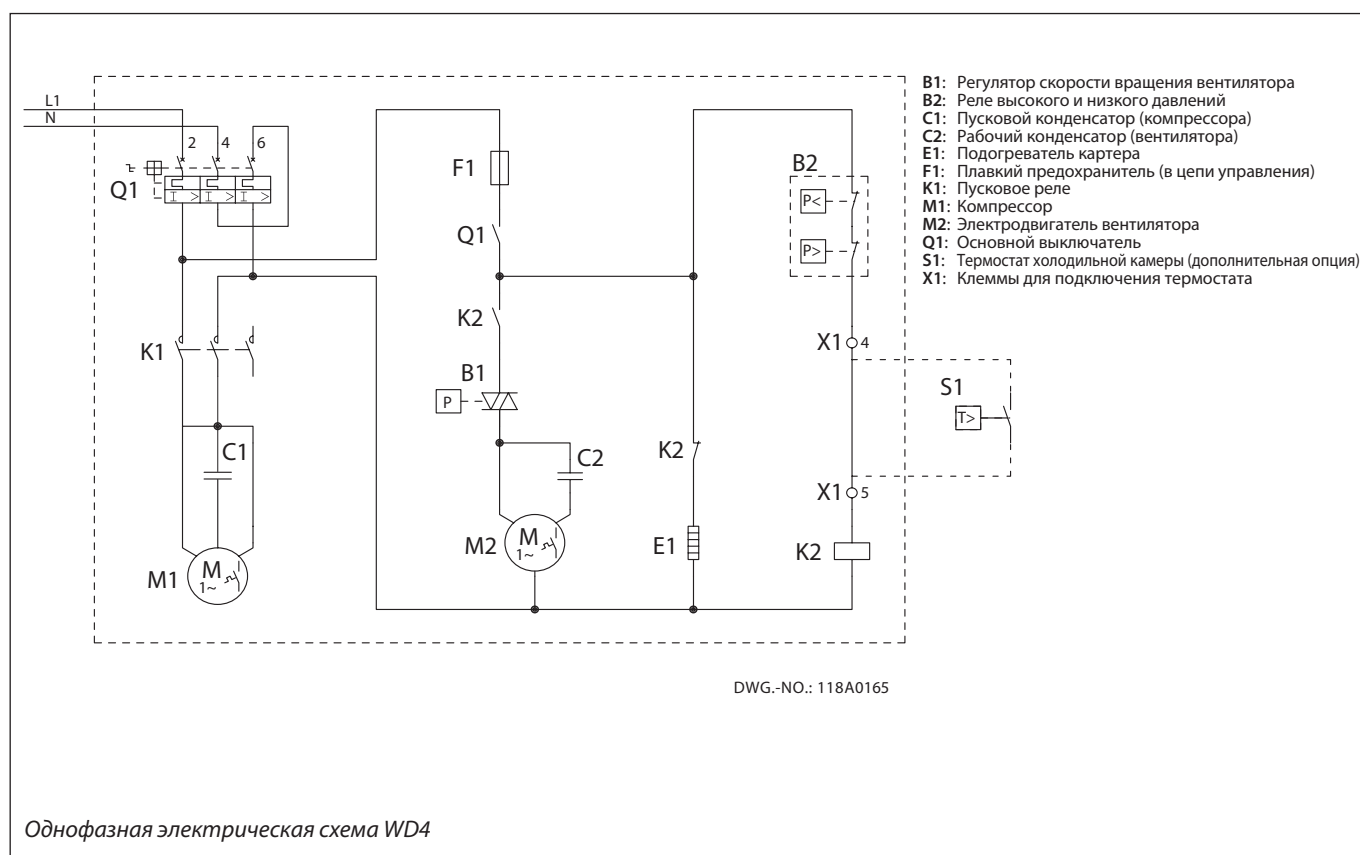 L1
N
2 4 6
Q1
F1
Q1
K2
B1
P
B2
P<
P>
X1 4
S1
T>
X1 5
K1
C1
C2
K2
K2
E1
M1
M
1~
M2
M
1~
I > I > I >
B1: Регулятор скорости вращения вентилятора
B2: Реле высокого и низкого давлений
C1: Пусковой конденсатор (компрессора)
C2: Рабочий конденсатор (вентилятора)
E1: Подогреватель картера
F1: Плавкий предохранитель (в цепи управления)
K1: Пусковое реле
M1: Компрессор
M2: Электродвигатель вентилятора
Q1: Основной выключатель
S1: Термостат холодильной камеры (дополнительная опция)
X1: Клеммы для подключения термостата
DWG.-NO.: 118A0165
Однофазная электрическая схема WD4